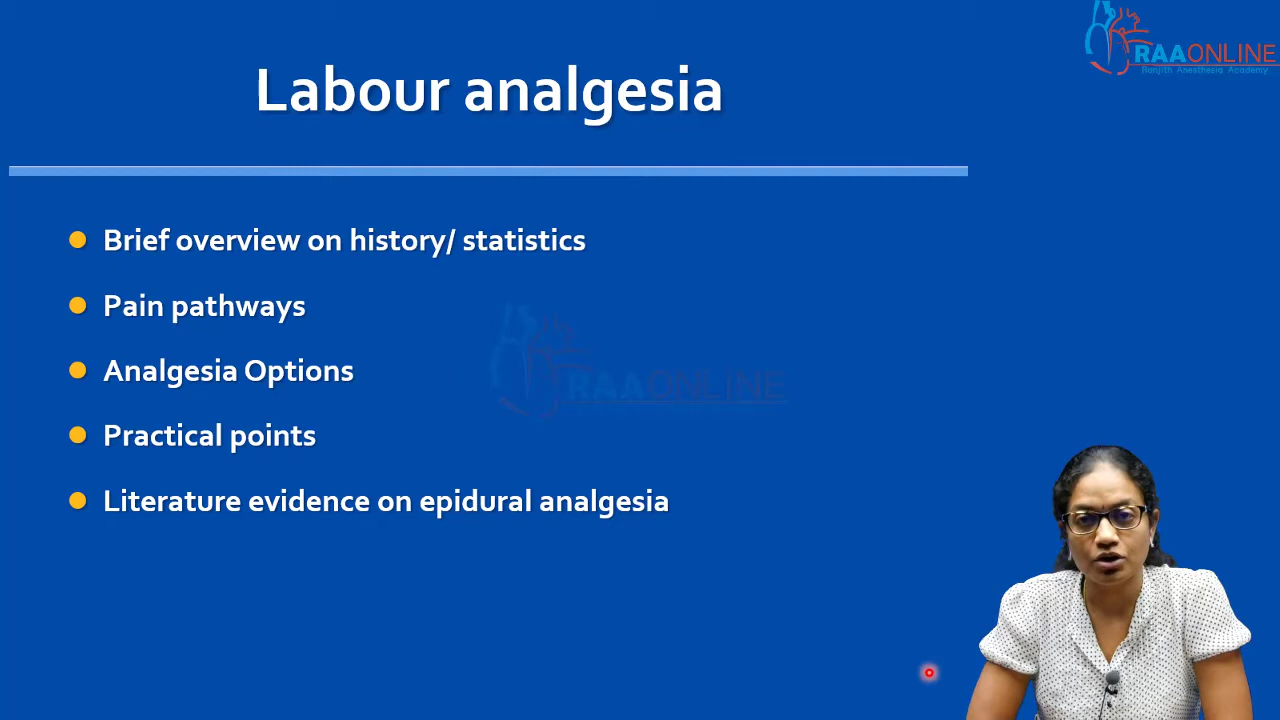 RAAONLINE
Ranjith Anesthesia Academy
Labour analgesia
Brief overview on history/ statistics
Pain pathways
Analgesia Options
RAAONLINE
Practical points
Literature evidence on epidural analgesia